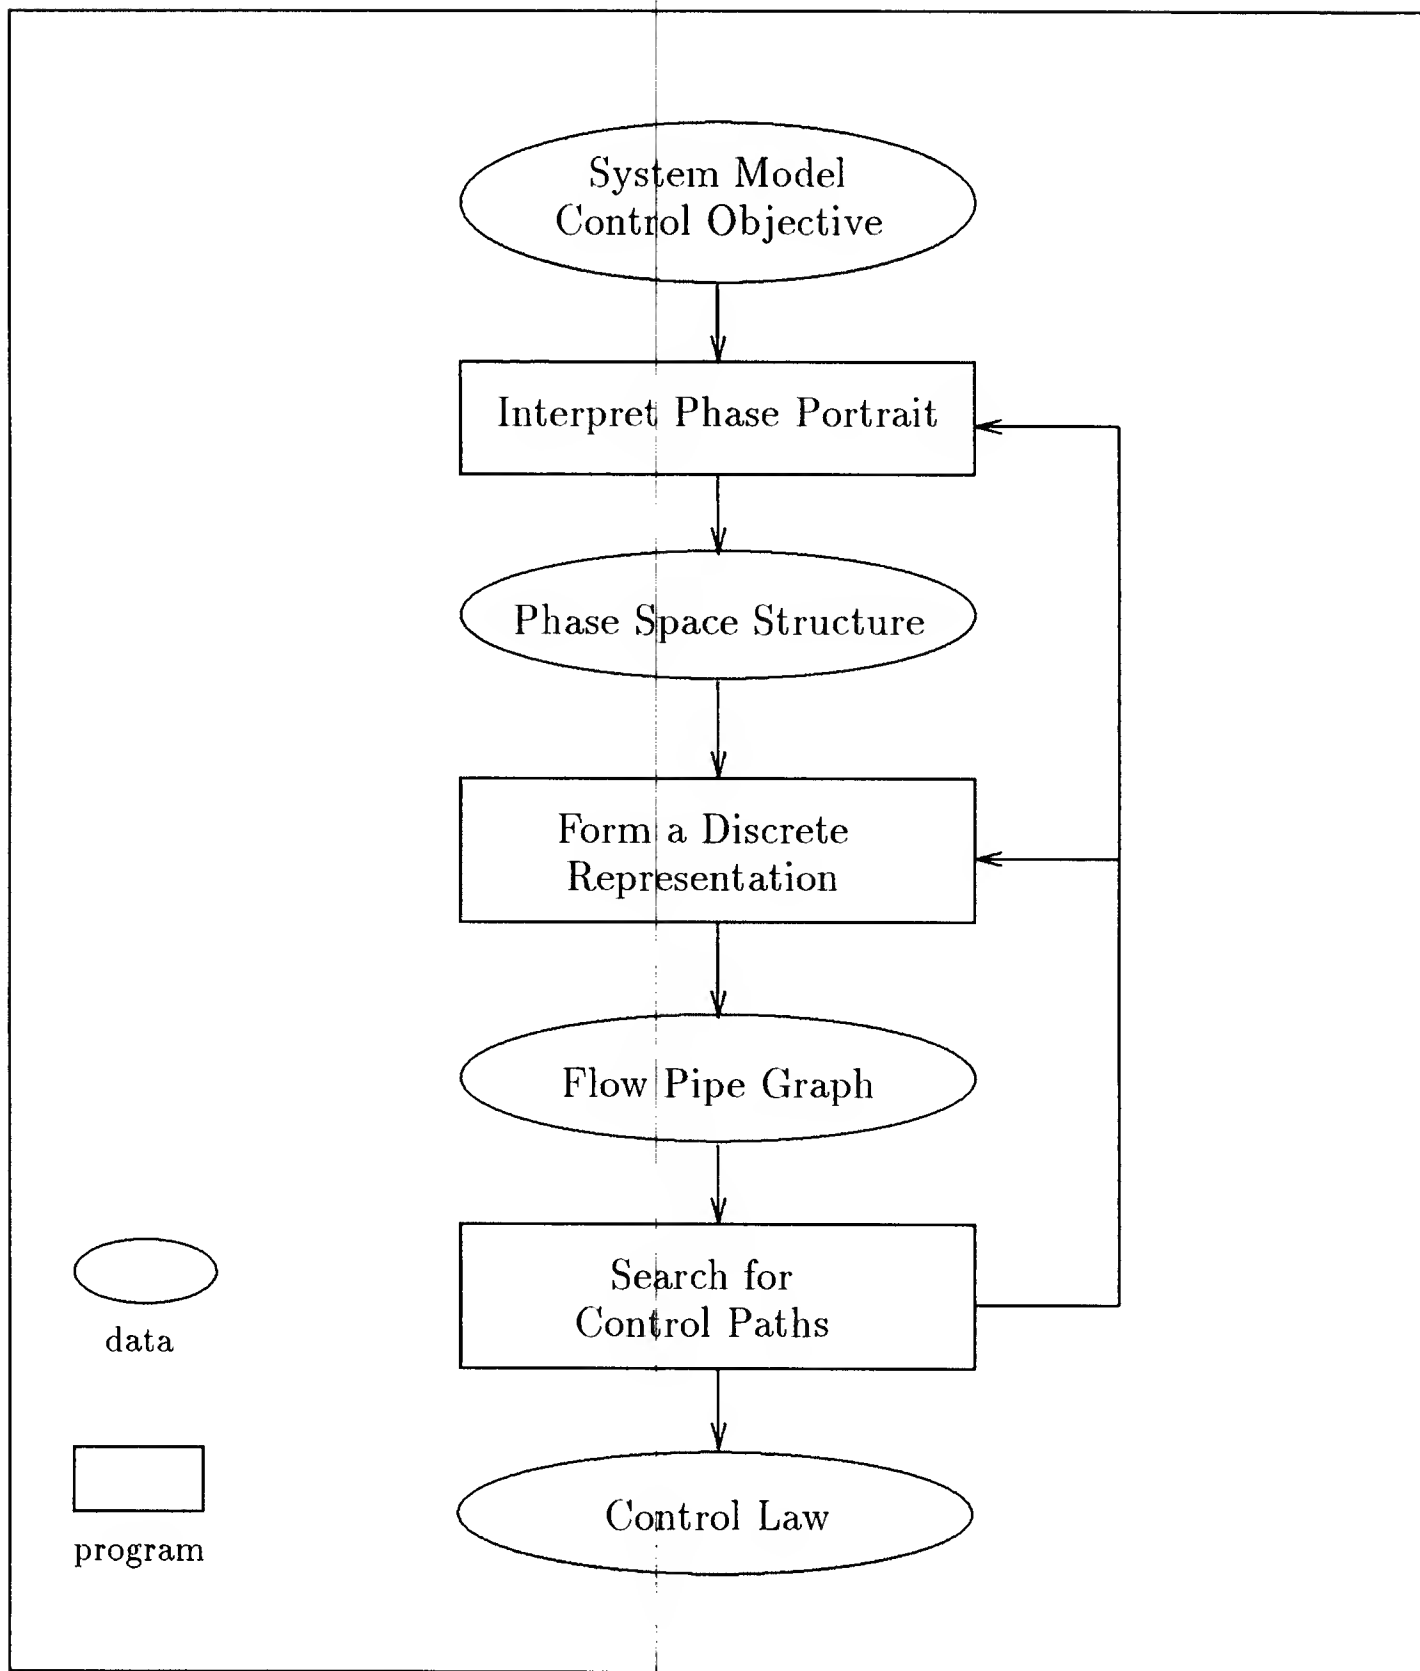 System Model
Control Objective
Interpret Phase Portrait
Phase Space Structure
Form a Discrete
Representation
Flow Pipe Graph
Search for
Control Paths
Control Law
data
program